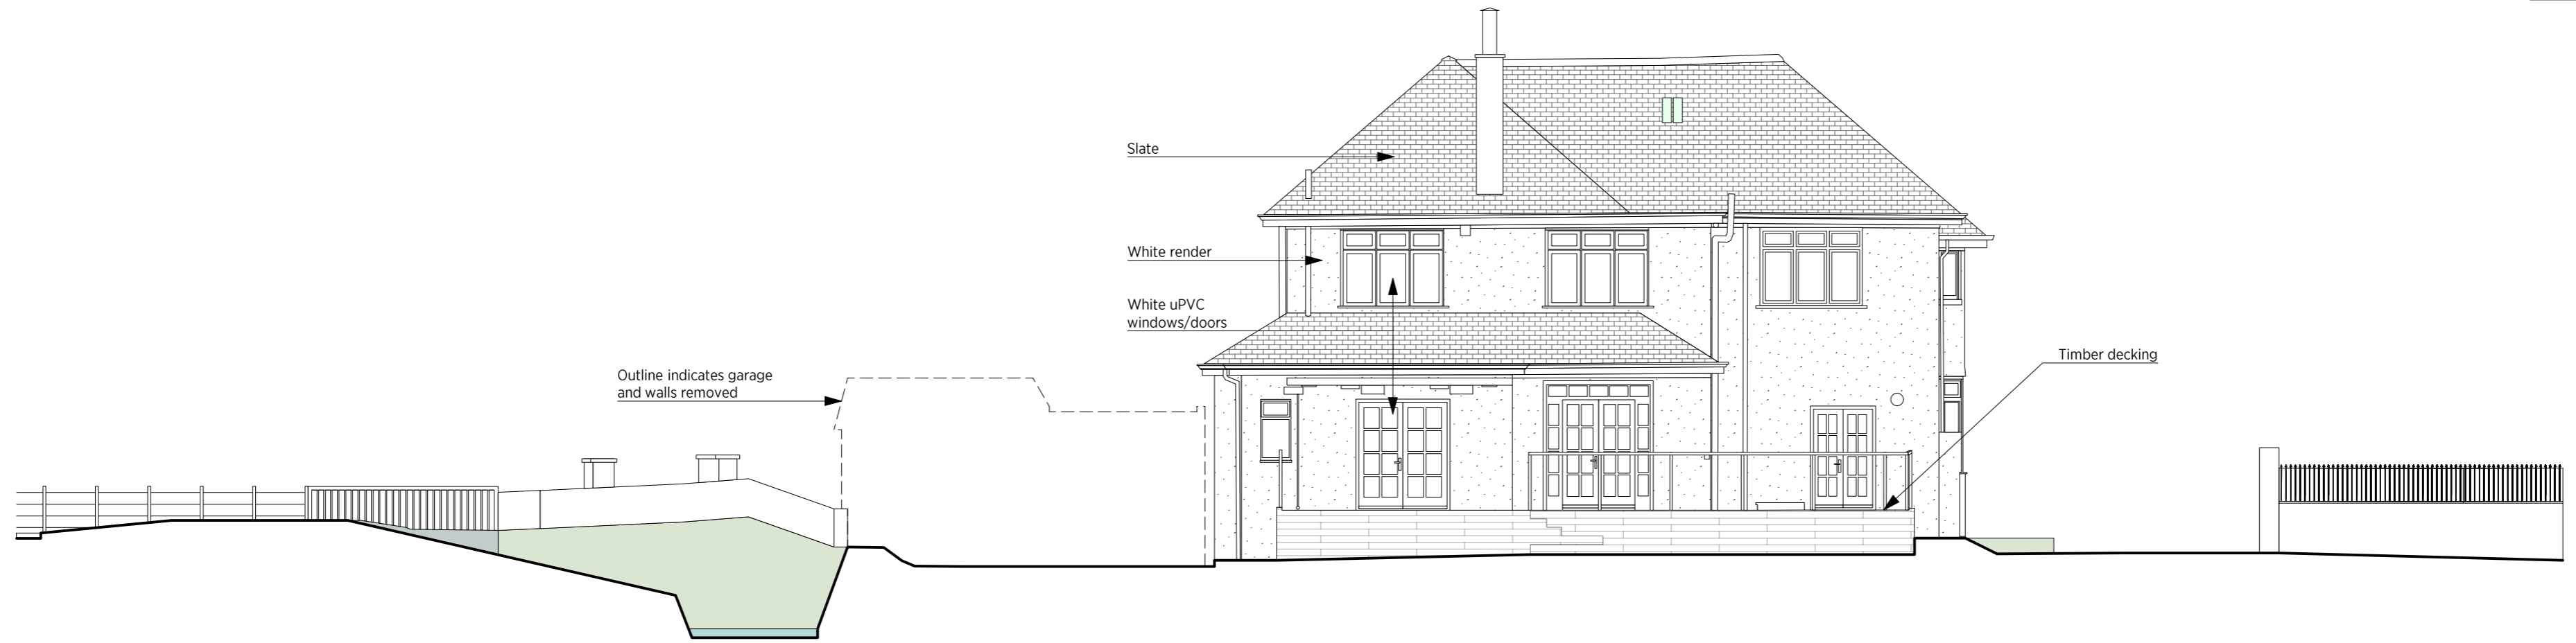 Slate
White render
White uPVC
windows/doors
Outline indicates garage
and walls removed
Timber decking